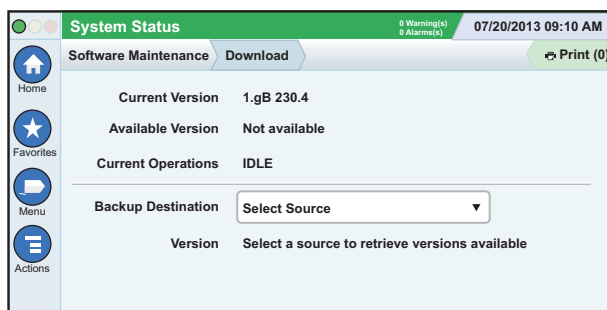 System Status
0 Warning(s)
0 Alarms(s)
07/20/2013 09:10 AM
Software Maintenance
Download
Print (0)
Home
Favorites
Menu
Actions
Current Version 1.gB 230.4
Available Version Not available
Current Operations IDLE
Backup Destination Select Source
Version Select a source to retrieve versions available